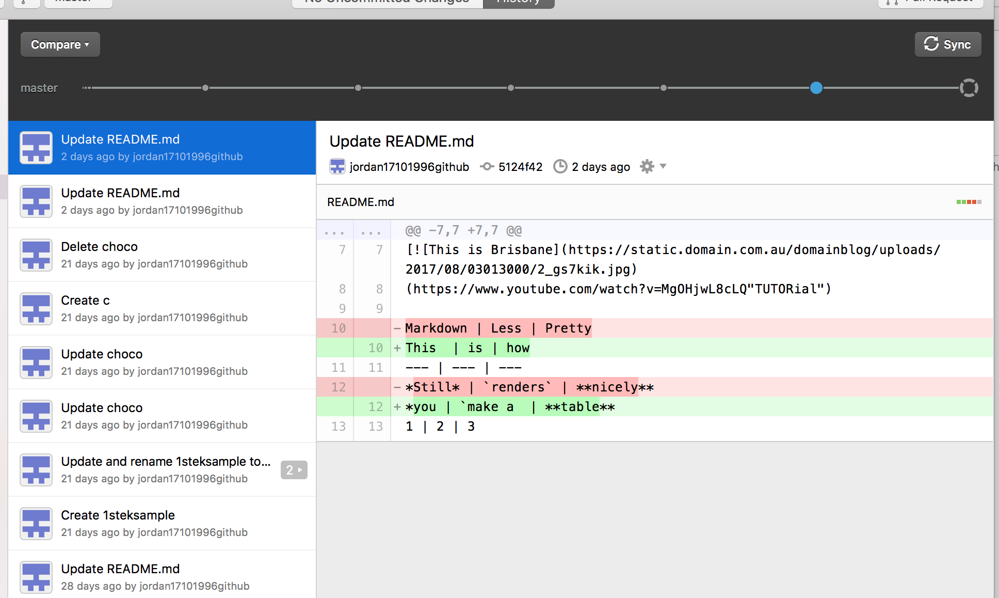 master
No Uncommitted Changes
History
Pull Request
Compare
Sync
master
Update README.md
2 days ago by jordan17101996github
Update README.md
2 days ago by jordan17101996github
Delete choco
21 days ago by jordan17101996github
Create c
21 days ago by jordan17101996github
Update choco
21 days ago by jordan17101996github
Update choco
21 days ago by jordan17101996github
Update and rename 1steksample to...
2
21 days ago by jordan17101996github
Create 1steksample
21 days ago by jordan17101996github
Update README.md
28 days ago by jordan17101996github
Update README.md
jordan17101996github 5124f42 2 days ago
README.md
... ... @@ -7,7 +7,7 @@
7 7 [![This is Brisbane](https://static.domain.com.au/domainblog/uploads/
2017/08/03013000/2_gs7kik.jpg)
8 8 (https://www.youtube.com/watch?v=MgOHjwL8cLQ"TUTORial")
9 9
10 -Markdown | Less | Pretty
10 +This  | is | how
11 11 --- | --- | ---
12 -*Still* | `renders` | **nicely**
12 +*you | `make a  | **table**
13 13 1 | 2 | 3